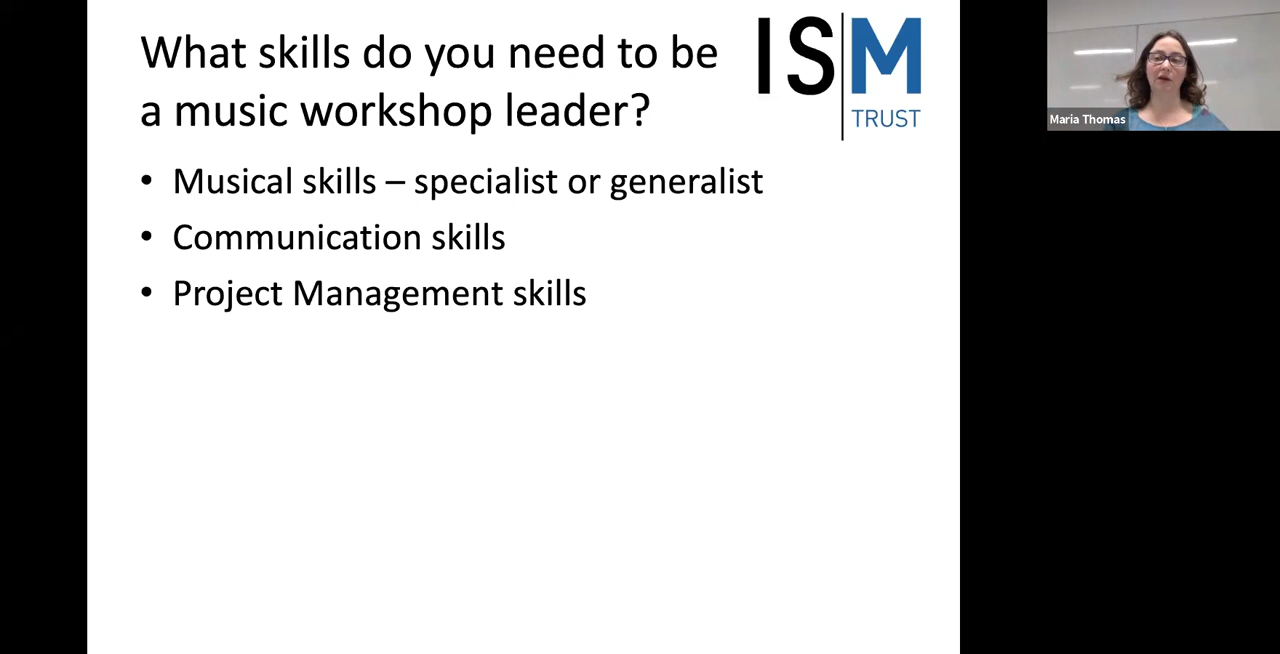 What skills do you need to be
a music workshop leader?
ISM
TRUST
• Musical skills – specialist or generalist
• Communication skills
• Project Management skills
Maria Thomas